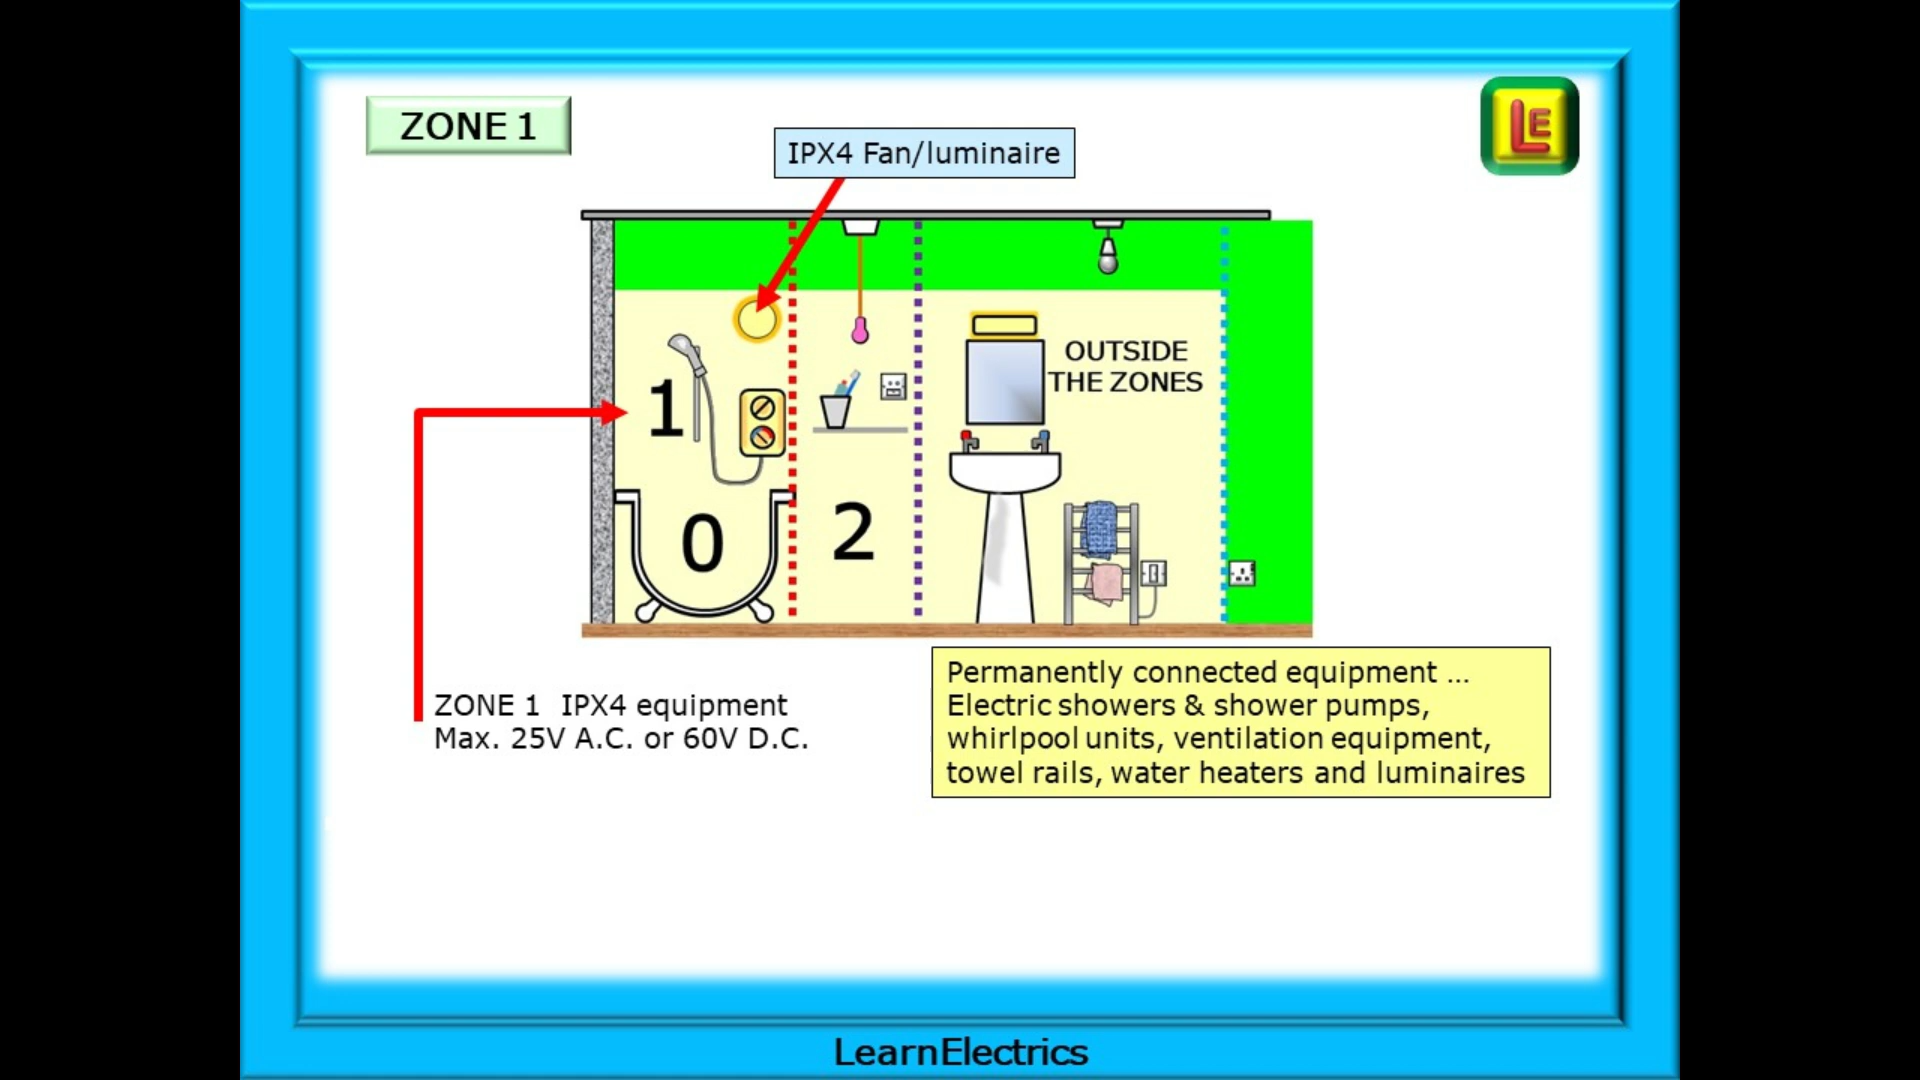 ZONE 1
LE
IPX4 Fan/luminaire
OUTSIDE
THE ZONES
1
0
2
ZONE 1 IPX4 equipment
Max. 25V A.C. or 60V D.C.
Permanently connected equipment ...
Electric showers & shower pumps,
whirlpool units, ventilation equipment,
towel rails, water heaters and luminaires
LearnElectrics